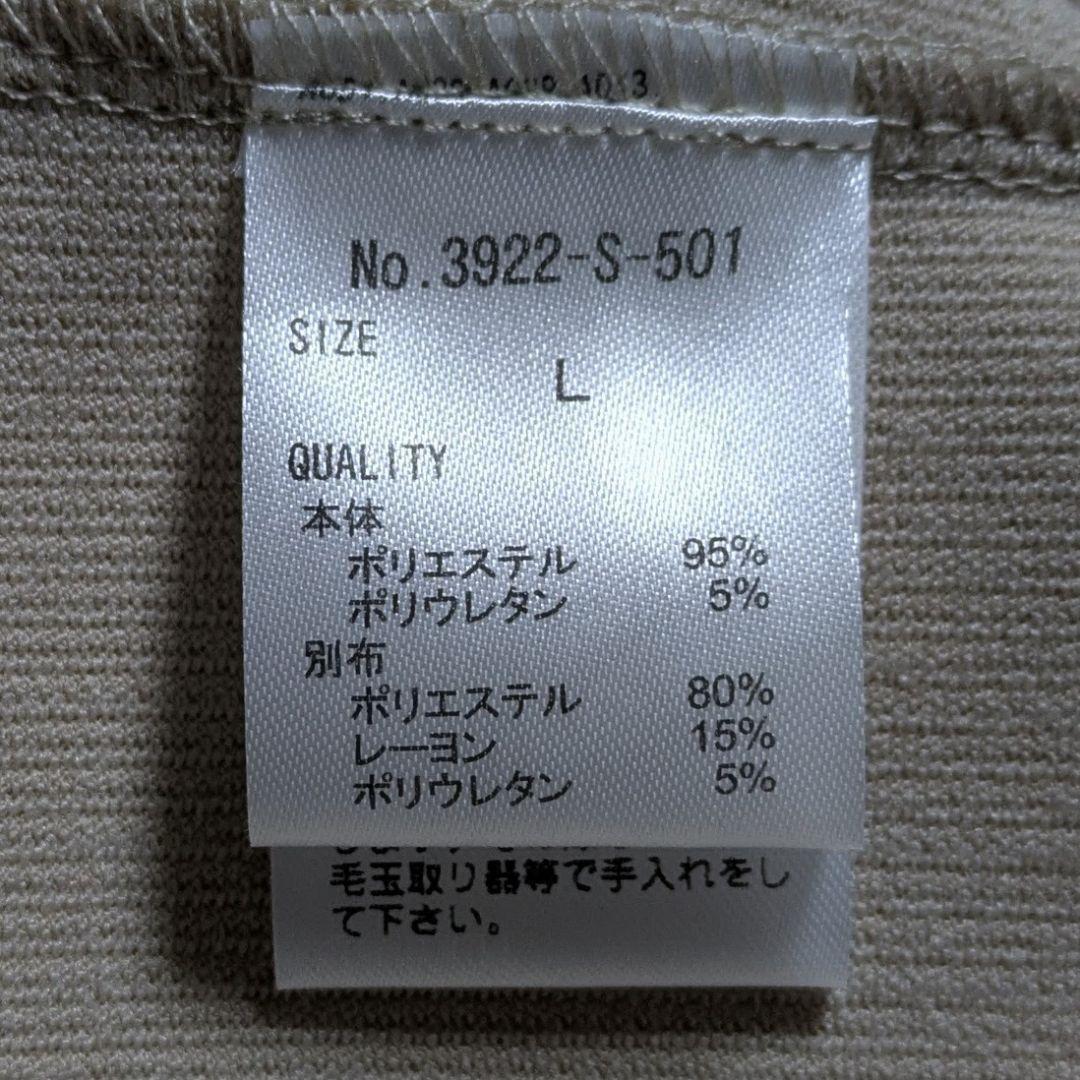 No.3922-S-501
SIZE
L
QUALITY
本体
ポリエステル 95%
ポリウレタン 5%
別布
ポリエステル 80%
レーヨン 15%
ポリウレタン 5%
毛玉取り器等で手入れをし
て下さい。